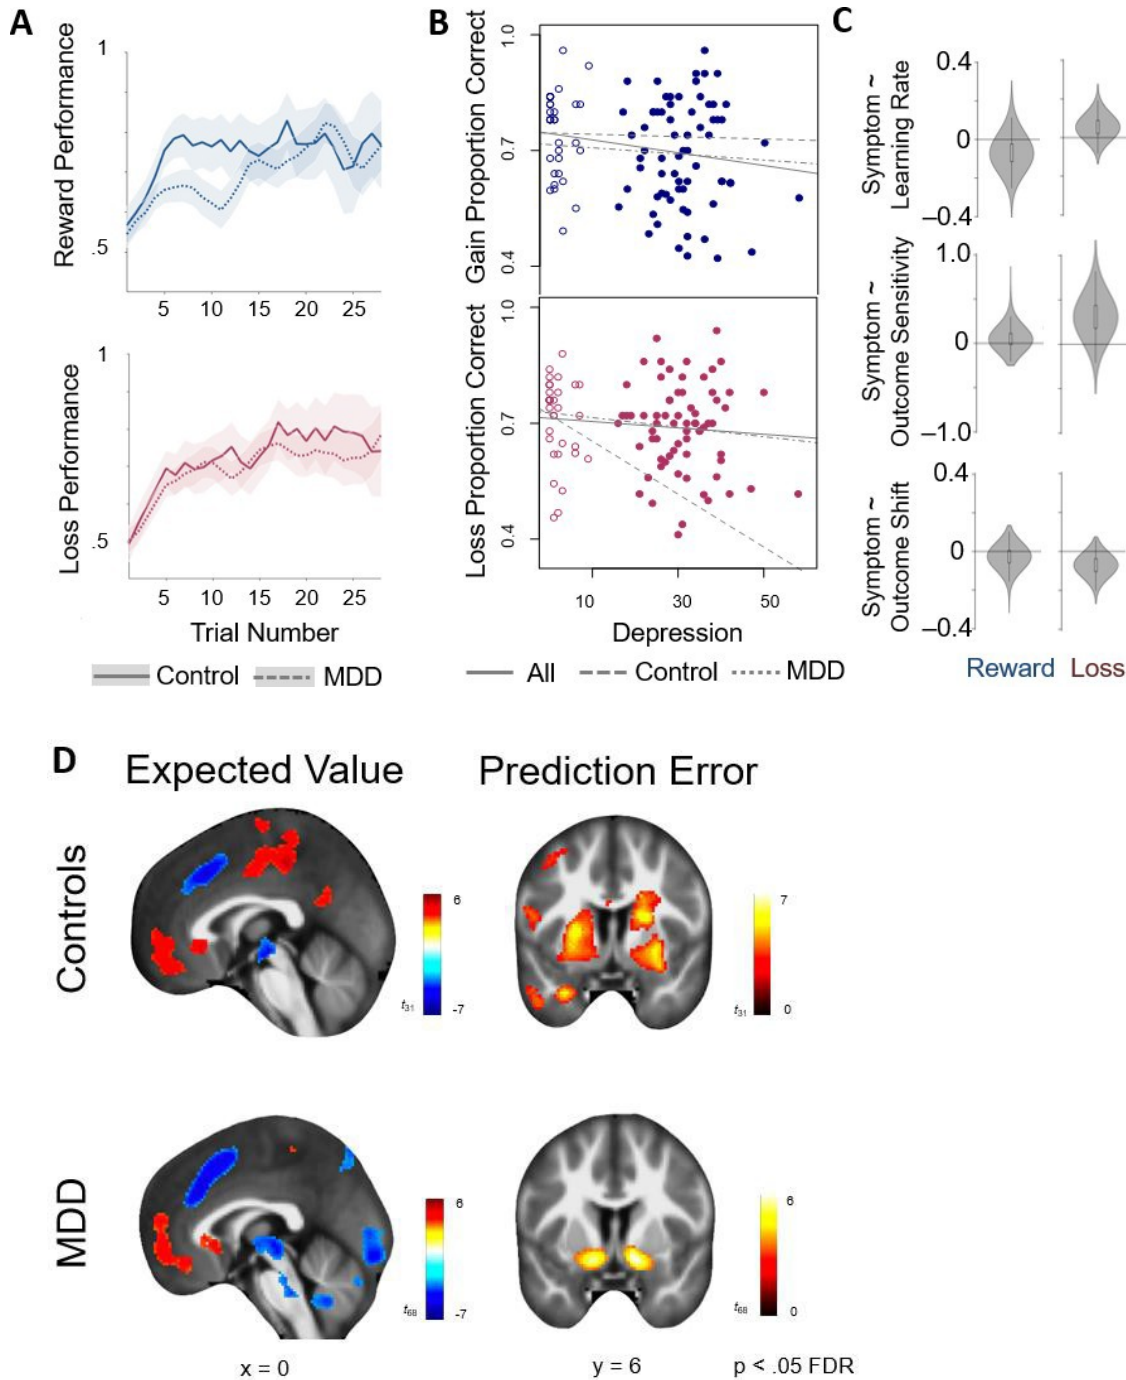 A
B
C
1
Reward Performance
.5
5 10 15 20 25
1
Loss Performance
.5
5 10 15 20 25
Trial Number
Control MDD
1.0
0.7
0.4
Gain Proportion Correct
1.0
0.7
0.4
Loss Proportion Correct
10 30 50
Depression
All Control MDD
Symptom ~
Learning Rate
0.4
0
−0.4
Symptom ~
Outcome Sensitivity
1.0
0
−1.0
Symptom ~
Outcome Shift
0.4
0
−0.4
Reward Loss
D
Expected Value Prediction Error
Controls
6
-7
t31
7
0
t31
MDD
6
-7
t68
6
0
t68
x = 0 y = 6 p < .05 FDR